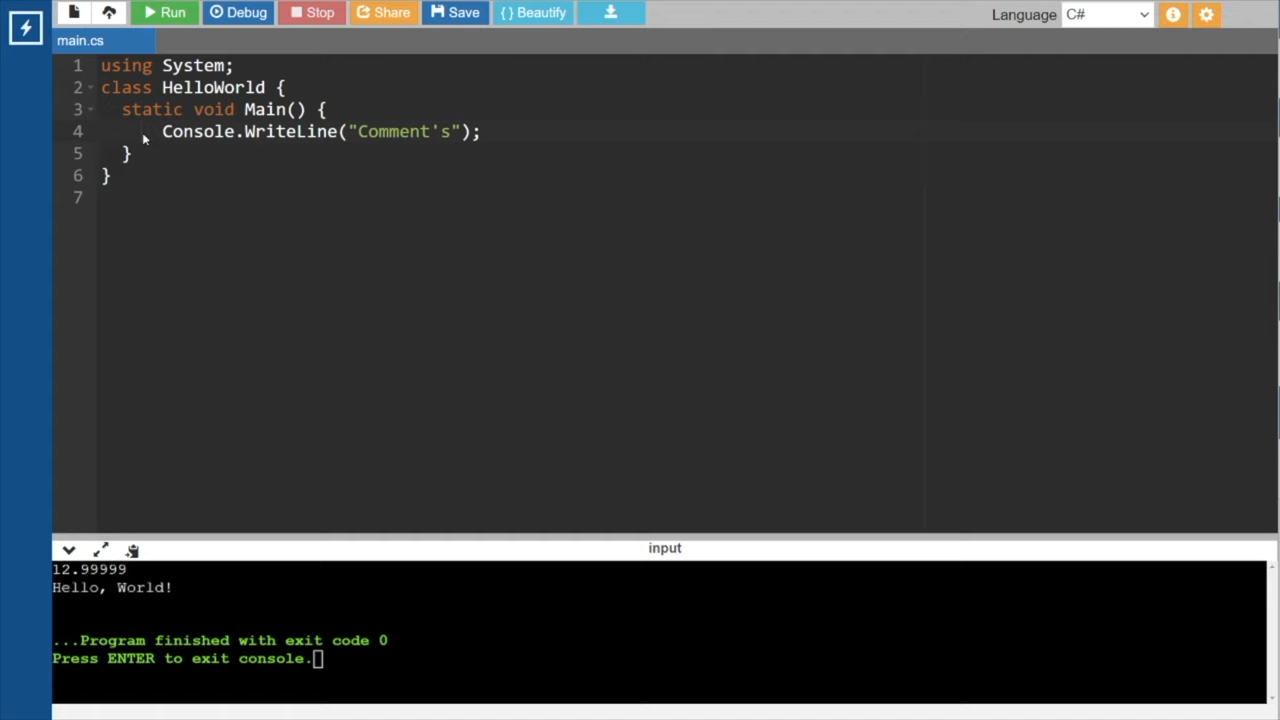 Run Debug Stop Share Save { } Beautify Language C#
main.cs
1 using System;
2 class HelloWorld {
3 static void Main() {
4 Console.WriteLine("Comment's");
5 }
6 }
7
input
12.99999
Hello, World!
...Program finished with exit code 0
Press ENTER to exit console.